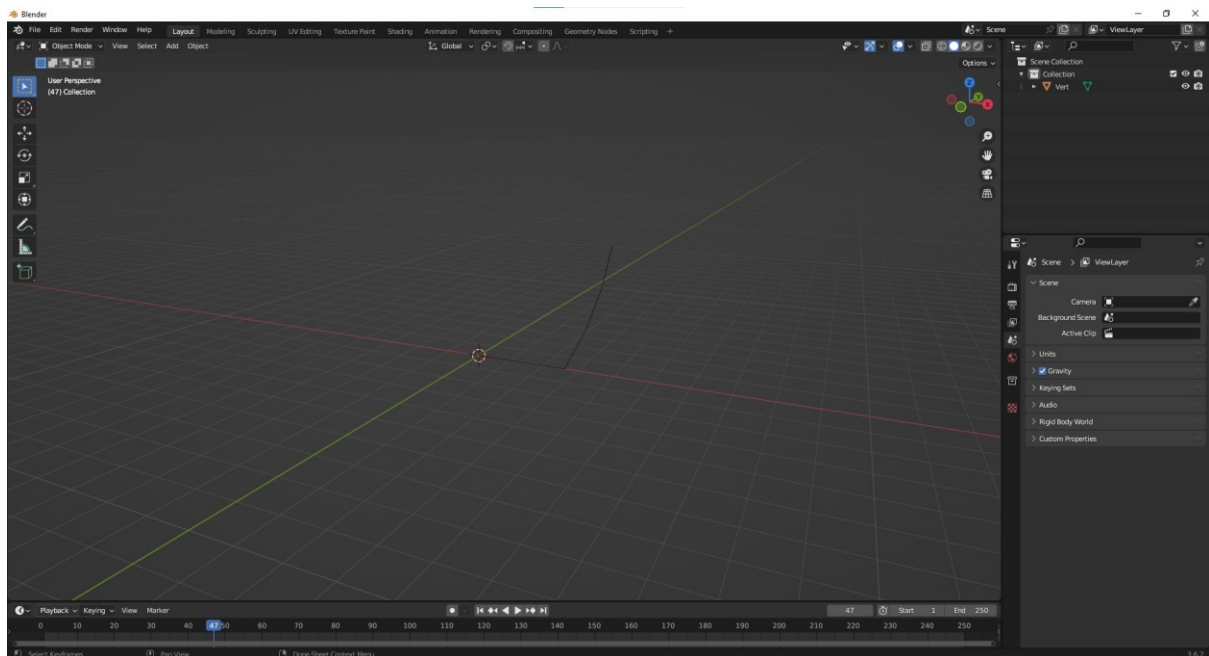 Blender
File Edit Render Window Help Layout Modeling Sculpting UV Editing Texture Paint Shading Animation Rendering Compositing Geometry Nodes Scripting + Scene ViewLayer
Object Mode View Select Add Object Global
Options
User Perspective
(47) Collection
Z
Y
X
Scene Collection
Collection
Vert
Scene > ViewLayer
Scene
Camera
Background Scene
Active Clip
Units
Gravity
Keying Sets
Audio
Rigid Body World
Custom Properties
Playback Keying View Marker 47 Start 1 End 250
0 10 20 30 40 47 50 60 70 80 90 100 110 120 130 140 150 160 170 180 190 200 210 220 230 240 250
Select Keyframes Pan View Dope Sheet Context Menu 3.6.2